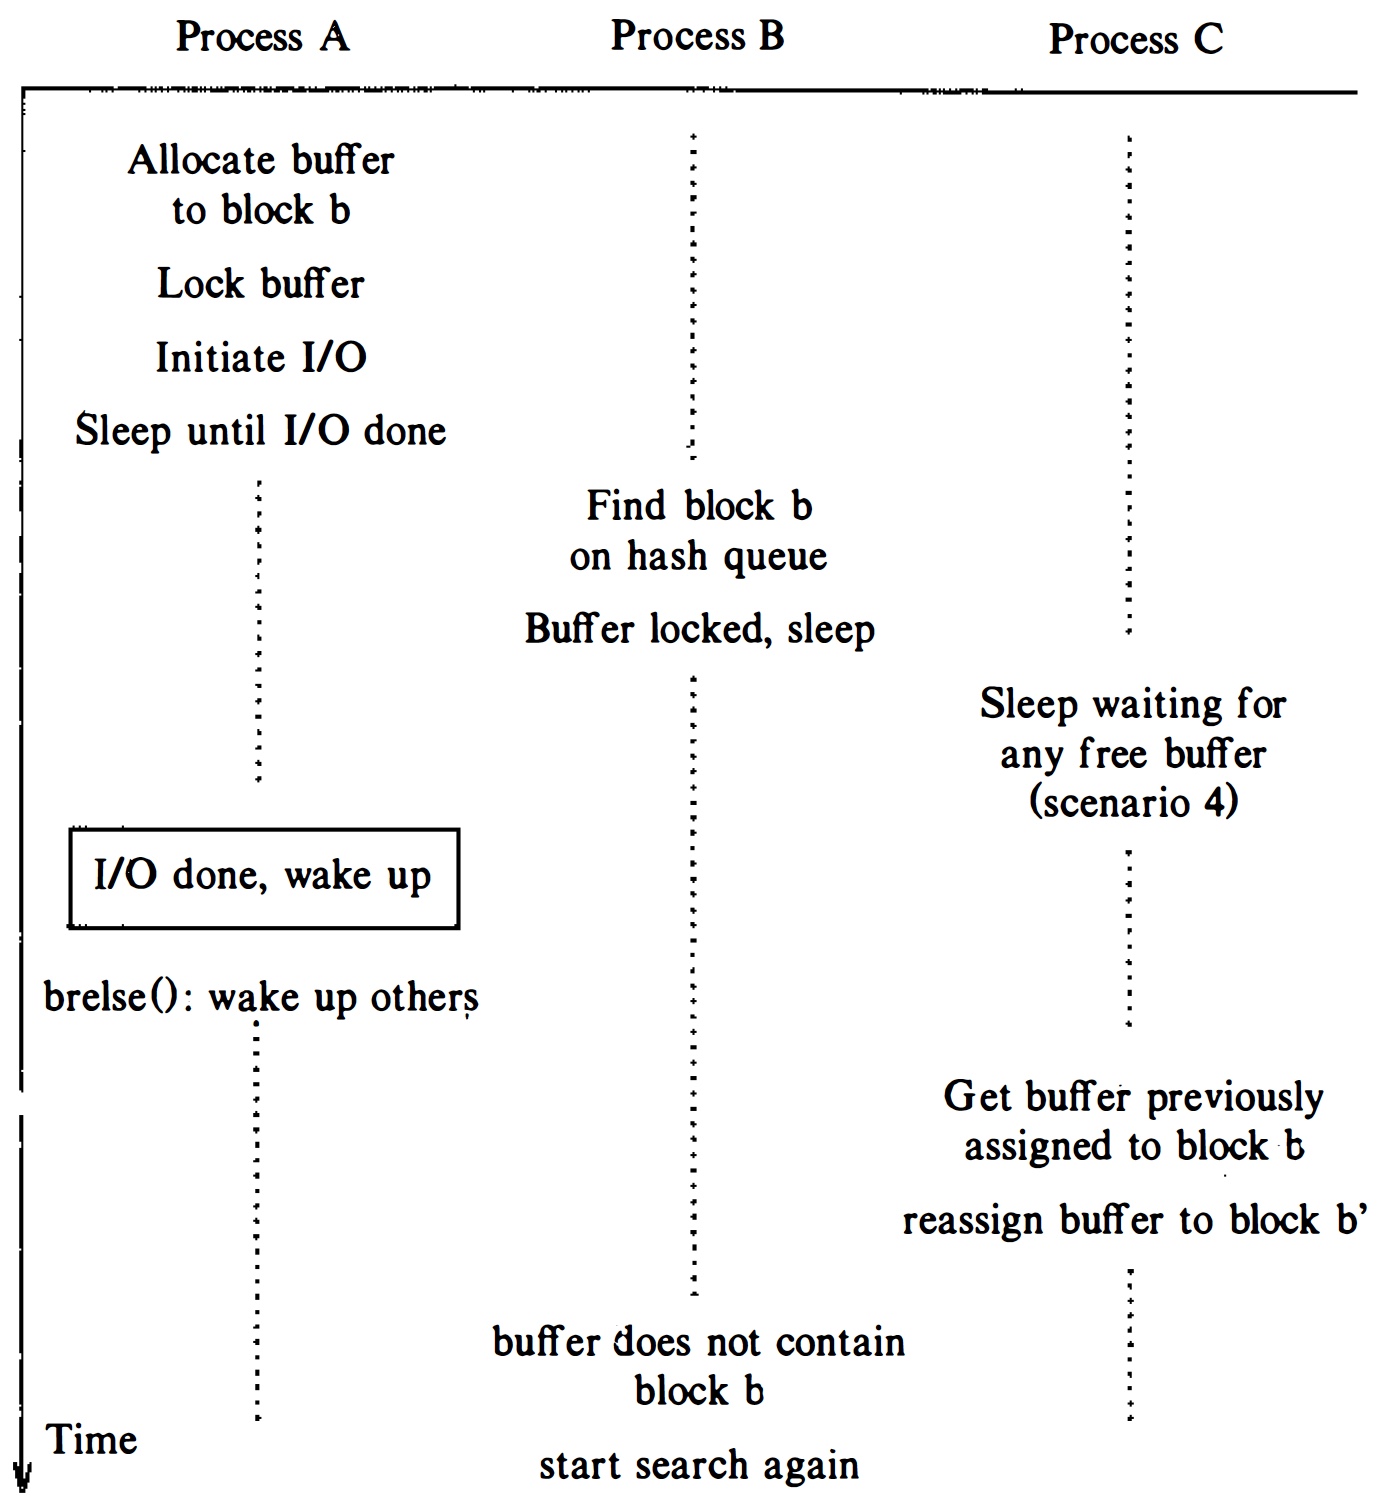 Process A
Process B
Process C
Allocate buffer
to block b
Lock buffer
Initiate I/O
Sleep until I/O done
Find block b
on hash queue
Buffer locked, sleep
Sleep waiting for
any free buffer
(scenario 4)
I/O done, wake up
brelse(): wake up others
Get buffer previously
assigned to block b
reassign buffer to block b’
buffer does not contain
block b
Time
start search again